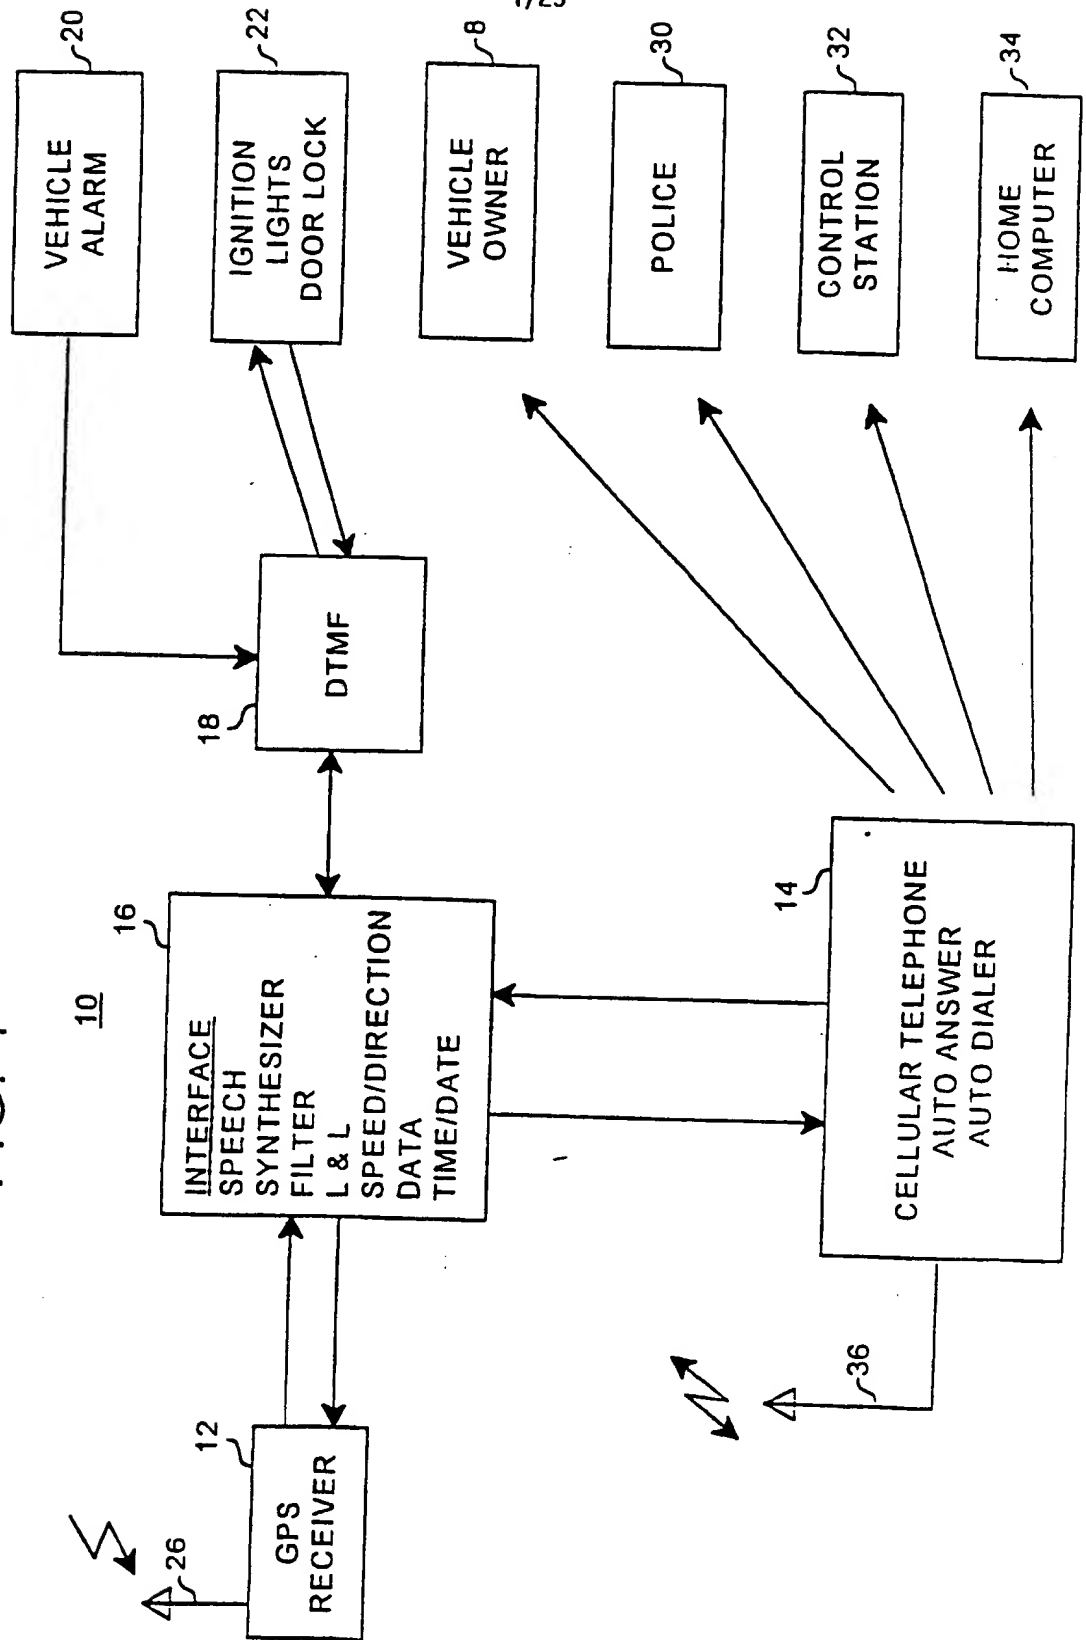 1/25
10
20
VEHICLE
ALARM
22
IGNITION
LIGHTS
DOOR LOCK
8
VEHICLE
OWNER
30
POLICE
32
CONTROL
STATION
34
HOME
COMPUTER
18
DTMF
16
INTERFACE
SPEECH
SYNTHESIZER
FILTER
L & L
SPEED/DIRECTION
DATA
TIME/DATE
14
CELLULAR TELEPHONE
AUTO ANSWER
AUTO DIALER
12
GPS
RECEIVER
26
36